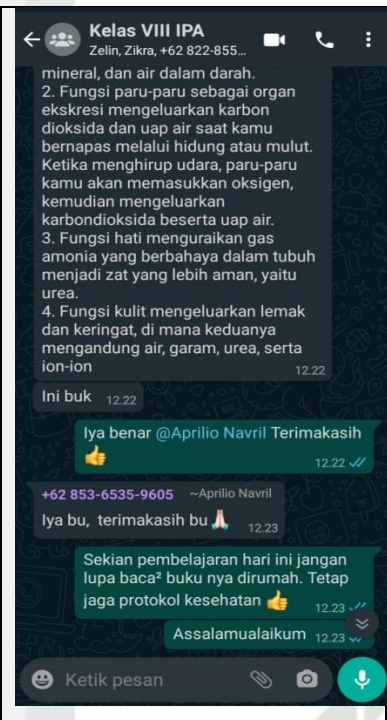 Kelas VIII IPA
Zelin, Zikra, +62 822-855...
mineral, dan air dalam darah.
2. Fungsi paru-paru sebagai organ
ekskresi mengeluarkan karbon
dioksida dan uap air saat kamu
bernapas melalui hidung atau mulut.
Ketika menghirup udara, paru-paru
kamu akan memasukkan oksigen,
kemudian mengeluarkan
karbondioksida beserta uap air.
3. Fungsi hati menguraikan gas
amonia yang berbahaya dalam tubuh
menjadi zat yang lebih aman, yaitu
urea.
4. Fungsi kulit mengeluarkan lemak
dan keringat, di mana keduanya
mengandung air, garam, urea, serta
ion-ion
12.22
Ini buk 12.22
Iya benar @Aprilio Navril Terimakasih
👍
12.22
+62 853-6535-9605 ~Aprilio Navril
Iya bu, terimakasih bu🙏 12.23
Sekian pembelajaran hari ini jangan
lupa baca² buku nya dirumah. Tetap
jaga protokol kesehatan 👍 12.23
Assalamualaikum 12.23
Ketik pesan